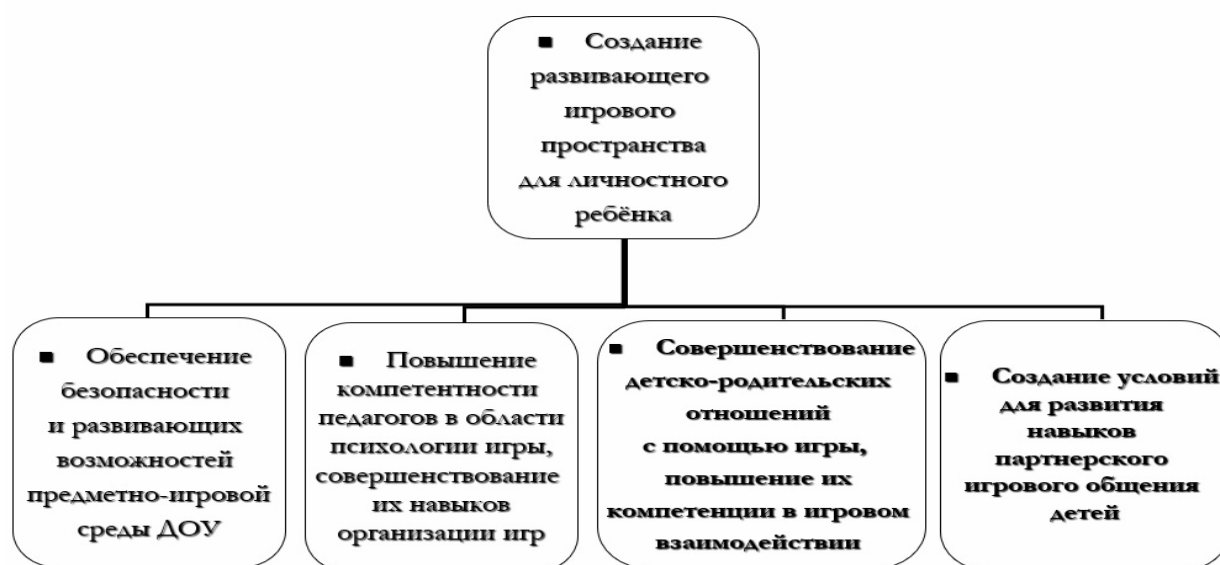 ▪ Создание
развивающего
игрового
пространства
для личностного
ребёнка
▪ Обеспечение
безопасности
и развивающих
возможностей
предметно-игровой
среды ДОУ
▪ Повышение
компетентности
педагогов в области
психологии игры,
совершенствование
их навыков
организации игр
▪ Совершенствование
детско-родительских
отношений
с помощью игры,
повышение их
компетенции в игровом
взаимодействии
▪ Создание условий
для развития
навыков
партнерского
игрового общения
детей